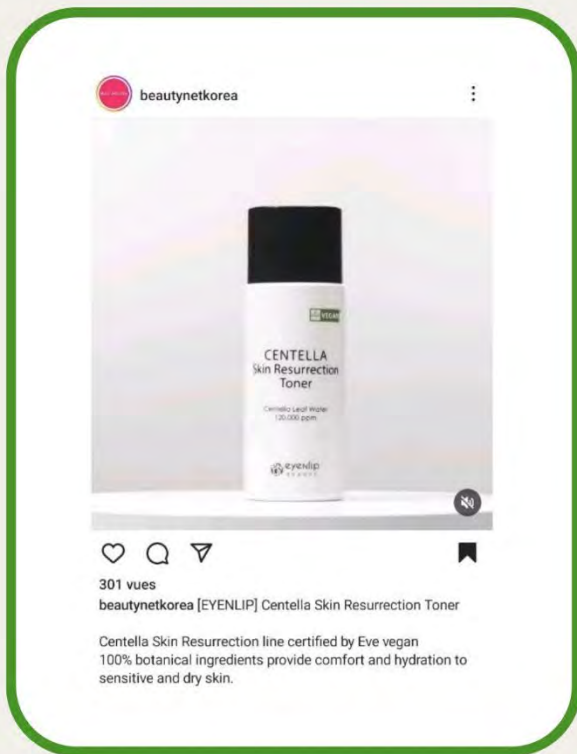 beautynetkorea
VEGAN
CENTELLA
Skin Resurrection
Toner
Centella Leaf Water
120,000 ppm
eyeNlip
BEAUTY
301 vues
beautynetkorea [EYENLIP] Centella Skin Resurrection Toner
Centella Skin Resurrection line certified by Eve vegan
100% botanical ingredients provide comfort and hydration to
sensitive and dry skin.